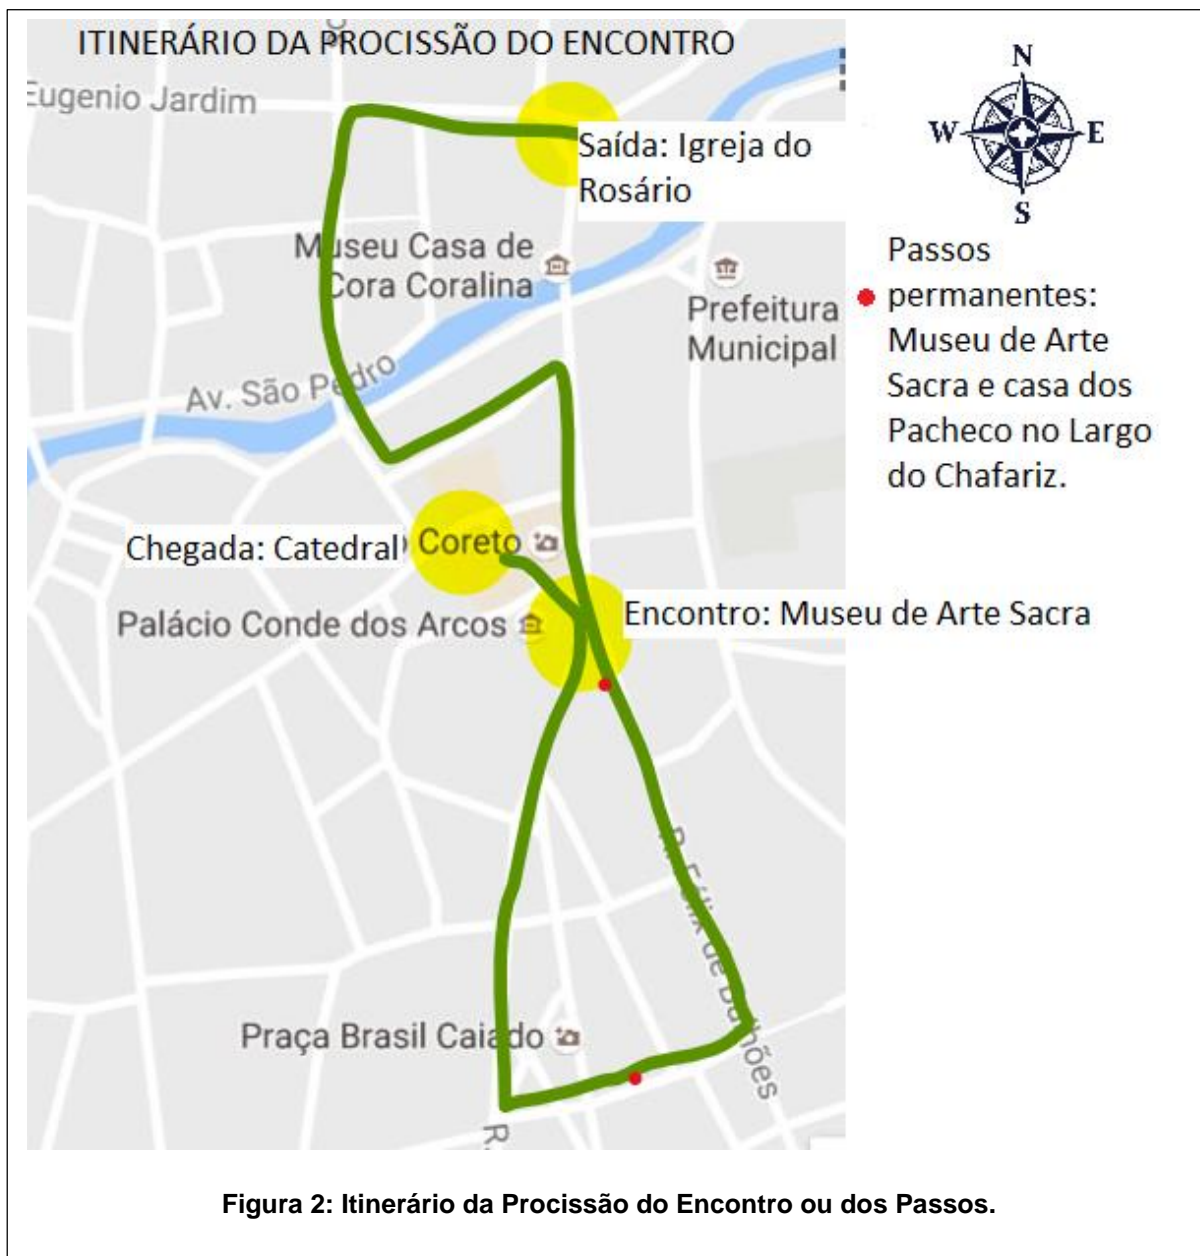 ITINERÁRIO DA PROCISSÃO DO ENCONTRO
Eugenio Jardim
N
W
E
S
Saída: Igreja do
Rosário
Museu Casa de
Cora Coralina
Prefeitura
Municipal
Passos
permanentes:
Museu de Arte
Sacra e casa dos
Pacheco no Largo
do Chafariz.
Av. São Pedro
Chegada: Catedral
Coreto
Palácio Conde dos Arcos
Encontro: Museu de Arte Sacra
R. Félix de Bulhões
Praça Brasil Caiado
R.
Figura 2: Itinerário da Procissão do Encontro ou dos Passos.